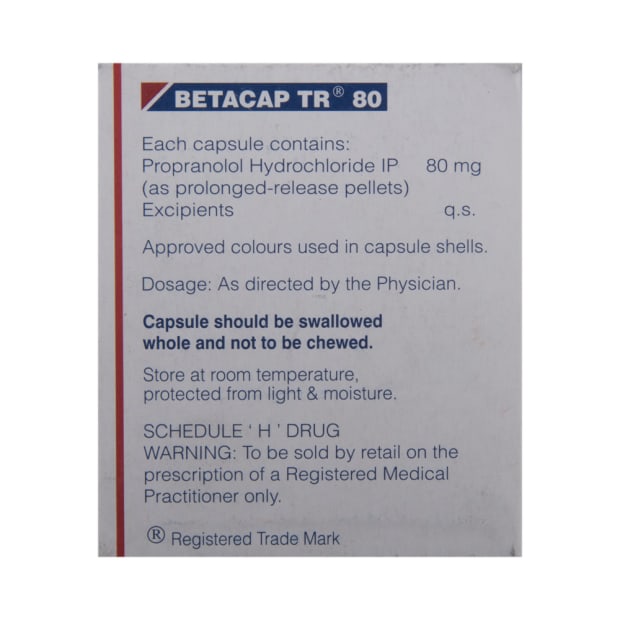 BETACAP TR® 80
Each capsule contains:
Propranolol Hydrochloride IP 80 mg
(as prolonged-release pellets)
Excipients q.s.
Approved colours used in capsule shells.
Dosage: As directed by the Physician.
Capsule should be swallowed
whole and not to be chewed.
Store at room temperature,
protected from light & moisture.
SCHEDULE ' H ' DRUG
WARNING: To be sold by retail on the
prescription of a Registered Medical
Practitioner only.
® Registered Trade Mark